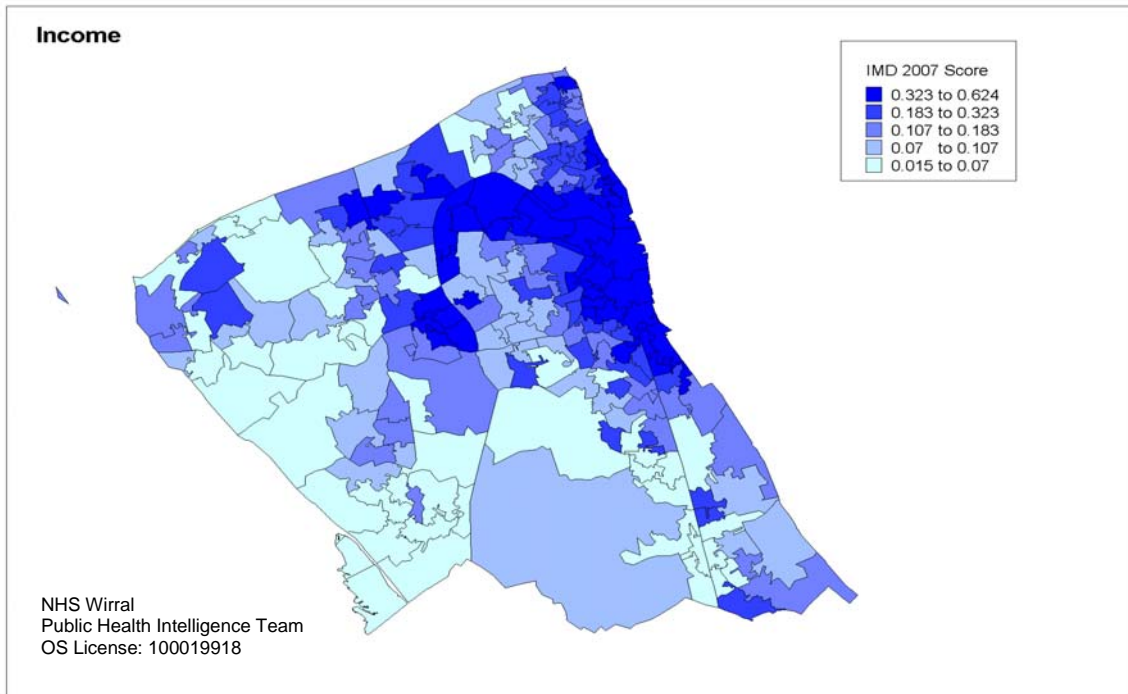 Income
IMD 2007 Score
0.323 to 0.624
0.183 to 0.323
0.107 to 0.183
0.07 to 0.107
0.015 to 0.07
NHS Wirral
Public Health Intelligence Team
OS License: 100019918